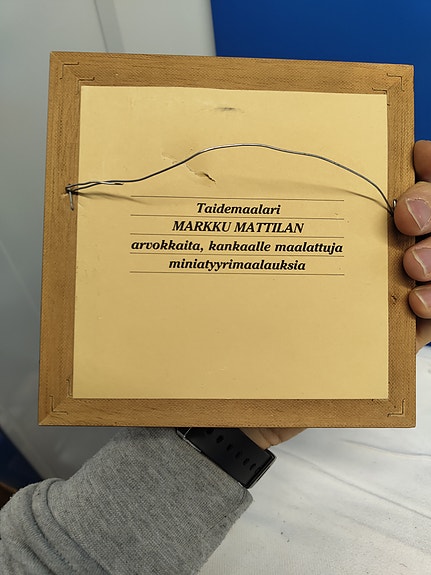 Taidemaalari
MARKKU MATTILAN
arvokkaita, kankaalle maalattuja
miniatyyrimaalauksia